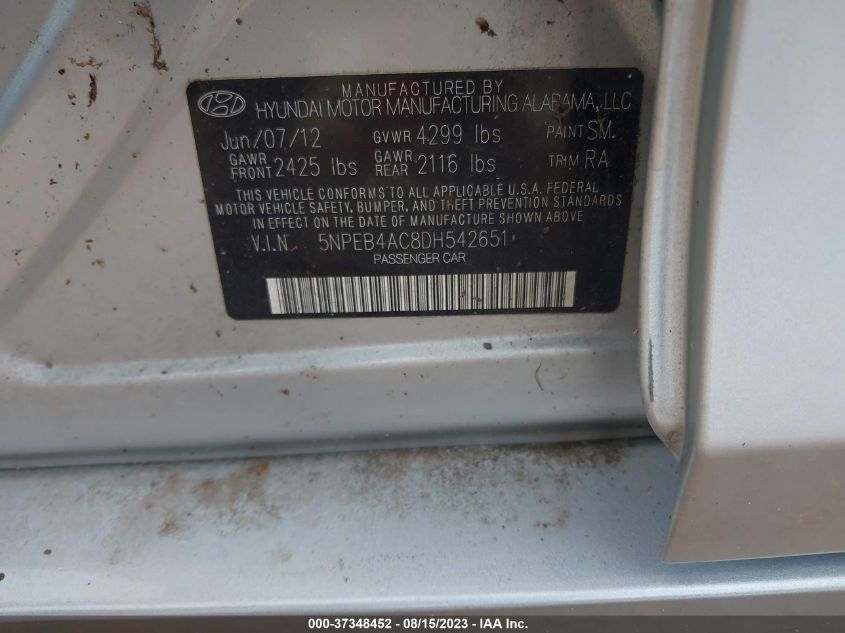 MANUFACTURED BY
HYUNDAI MOTOR MANUFACTURING ALABAMA, LLC
Jun/07/12 GVWR 4299 lbs PAINT SM
GAWR FRONT 2425 lbs GAWR REAR 2116 lbs TRIM RA
THIS VEHICLE CONFORMS TO ALL APPLICABLE U.S.A. FEDERAL
MOTOR VEHICLE SAFETY, BUMPER, AND THEFT PREVENTION STANDARDS
IN EFFECT ON THE DATE OF MANUFACTURE SHOWN ABOVE
V.I.N. 5NPEB4AC8DH542651
PASSENGER CAR
000-37348452 - 08/15/2023 - IAA Inc.